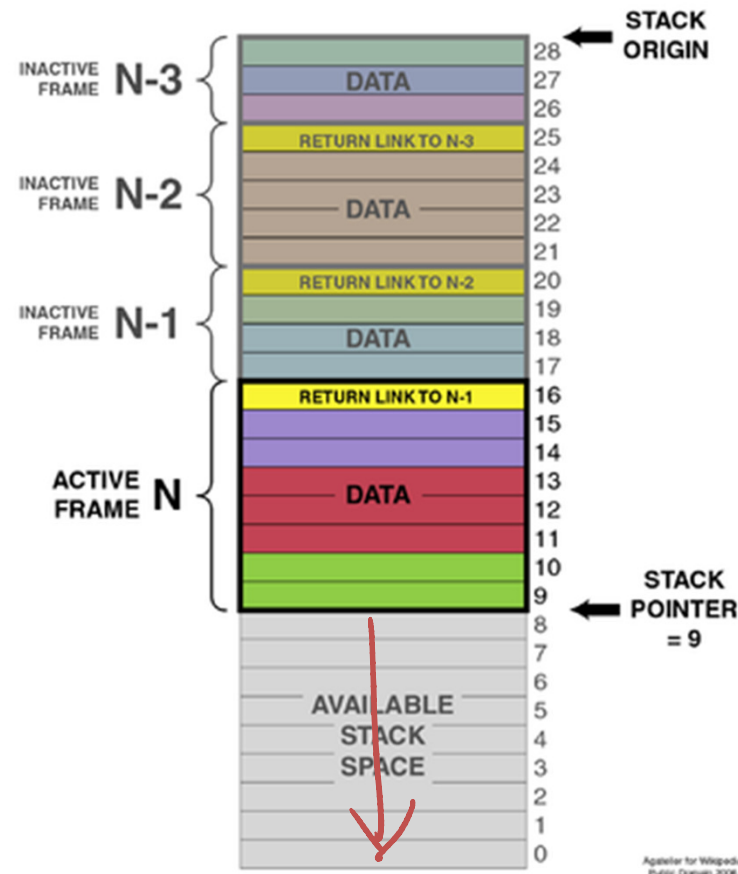 STACK
ORIGIN
28
INACTIVE
FRAME N-3
27
DATA
26
RETURN LINK TO N-3
25
24
INACTIVE
FRAME N-2
23
DATA
22
21
RETURN LINK TO N-2
20
19
INACTIVE
FRAME N-1
DATA
18
17
RETURN LINK TO N-1
16
15
14
ACTIVE
FRAME N
13
DATA
12
11
10
9
STACK
POINTER
= 9
8
7
6
AVAILABLE
5
STACK
4
SPACE
3
2
1
0